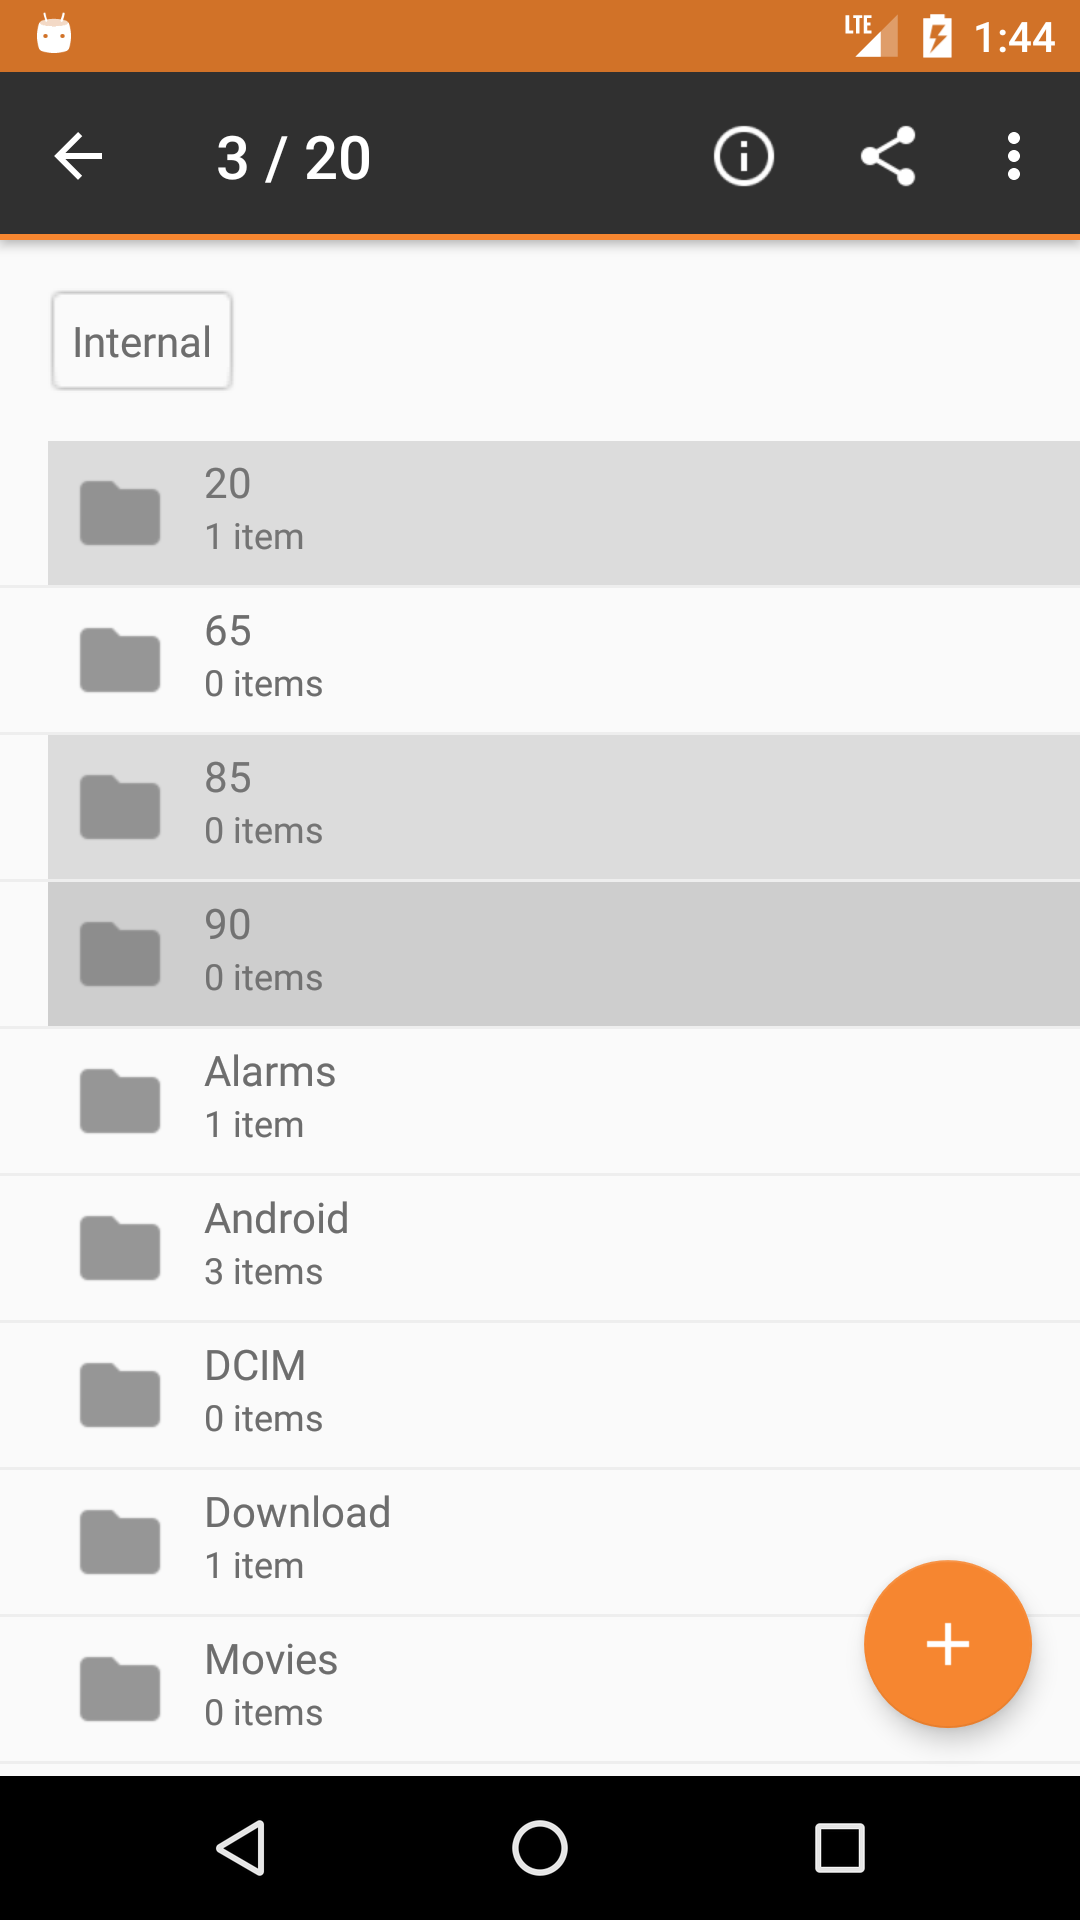 LTE 1:44
3 / 20
Internal
20
1 item
65
0 items
85
0 items
90
0 items
Alarms
1 item
Android
3 items
DCIM
0 items
Download
1 item
Movies
0 items